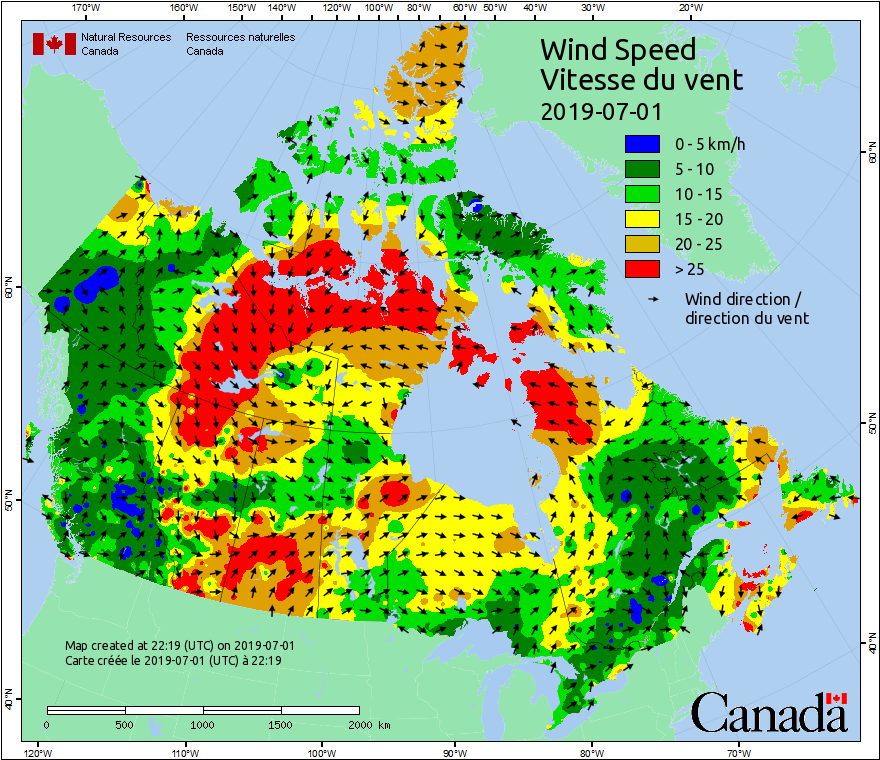 170°W 160°W 150°W 140°W 130°W 120°W 110°W 100°W 90°W 80°W 70°W 60°W 50°W 40°W 30°W 20°W
Natural Resources Ressources naturelles
Canada Canada
Wind Speed
Vitesse du vent
2019-07-01
0 - 5 km/h
5 - 10
10 - 15
15 - 20
20 - 25
> 25
Wind direction /
direction du vent
60°N
50°N
40°N
60°N
50°N
40°N
Map created at 22:19 (UTC) on 2019-07-01
Carte créée le 2019-07-01 (UTC) à 22:19
0 500 1000 1500 2000 km
Canada
120°W 110°W 100°W 90°W 80°W 70°W